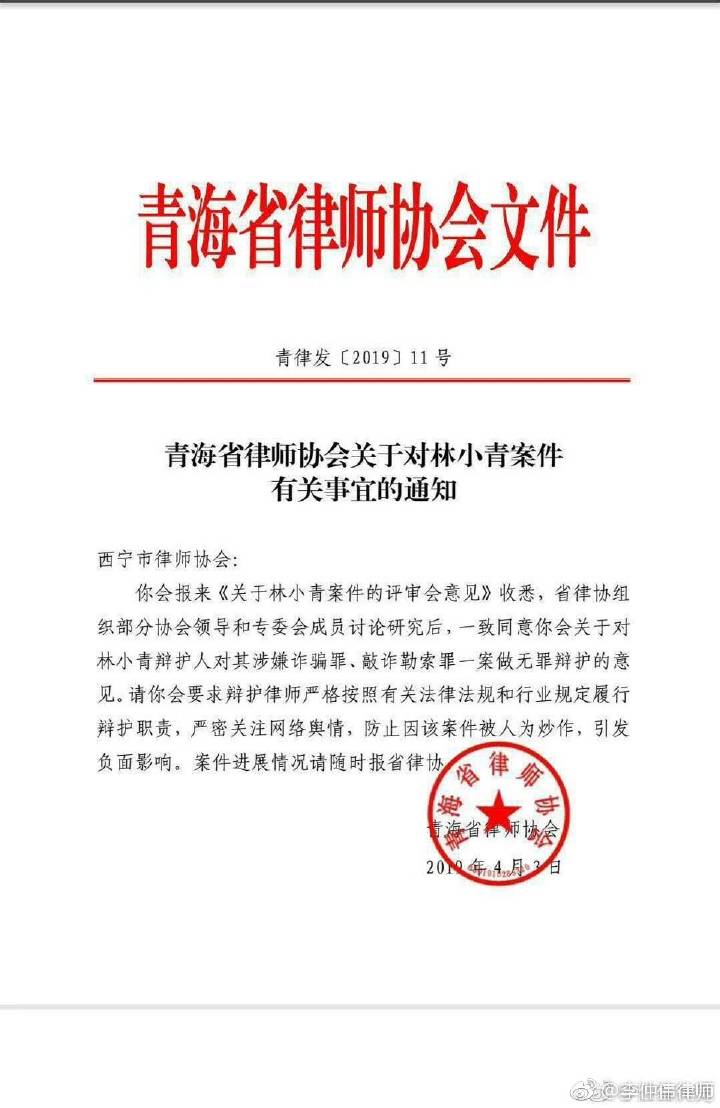 青海省律师协会文件
青律发〔2019〕11 号
青海省律师协会关于对林小青案件
有关事宜的通知
西宁市律师协会：
你会报来《关于林小青案件的评审会意见》收悉，省律协组
织部分协会领导和专委会成员讨论研究后，一致同意你会关于对
林小青辩护人对其涉嫌诈骗罪、敲诈勒索罪一案做无罪辩护的意
见。请你会要求辩护律师严格按照有关法律法规和行业规定履行
辩护职责，严密关注网络舆情，防止因该案件被人为炒作，引发
负面影响。案件进展情况请随时报省律协
青海省律师协会
青海省律师协会
2019 年 4 月 3 日
@李仲伟律师